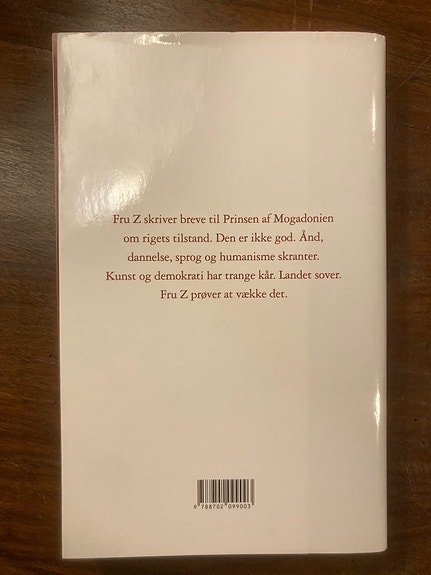 Fru Z skriver breve til Prinsen af Mogadonien
om rigets tilstand. Den er ikke god. Ånd,
dannelse, sprog og humanisme skranter.
Kunst og demokrati har trange kår. Landet sover.
Fru Z prøver at vække det.
9 788702 099003